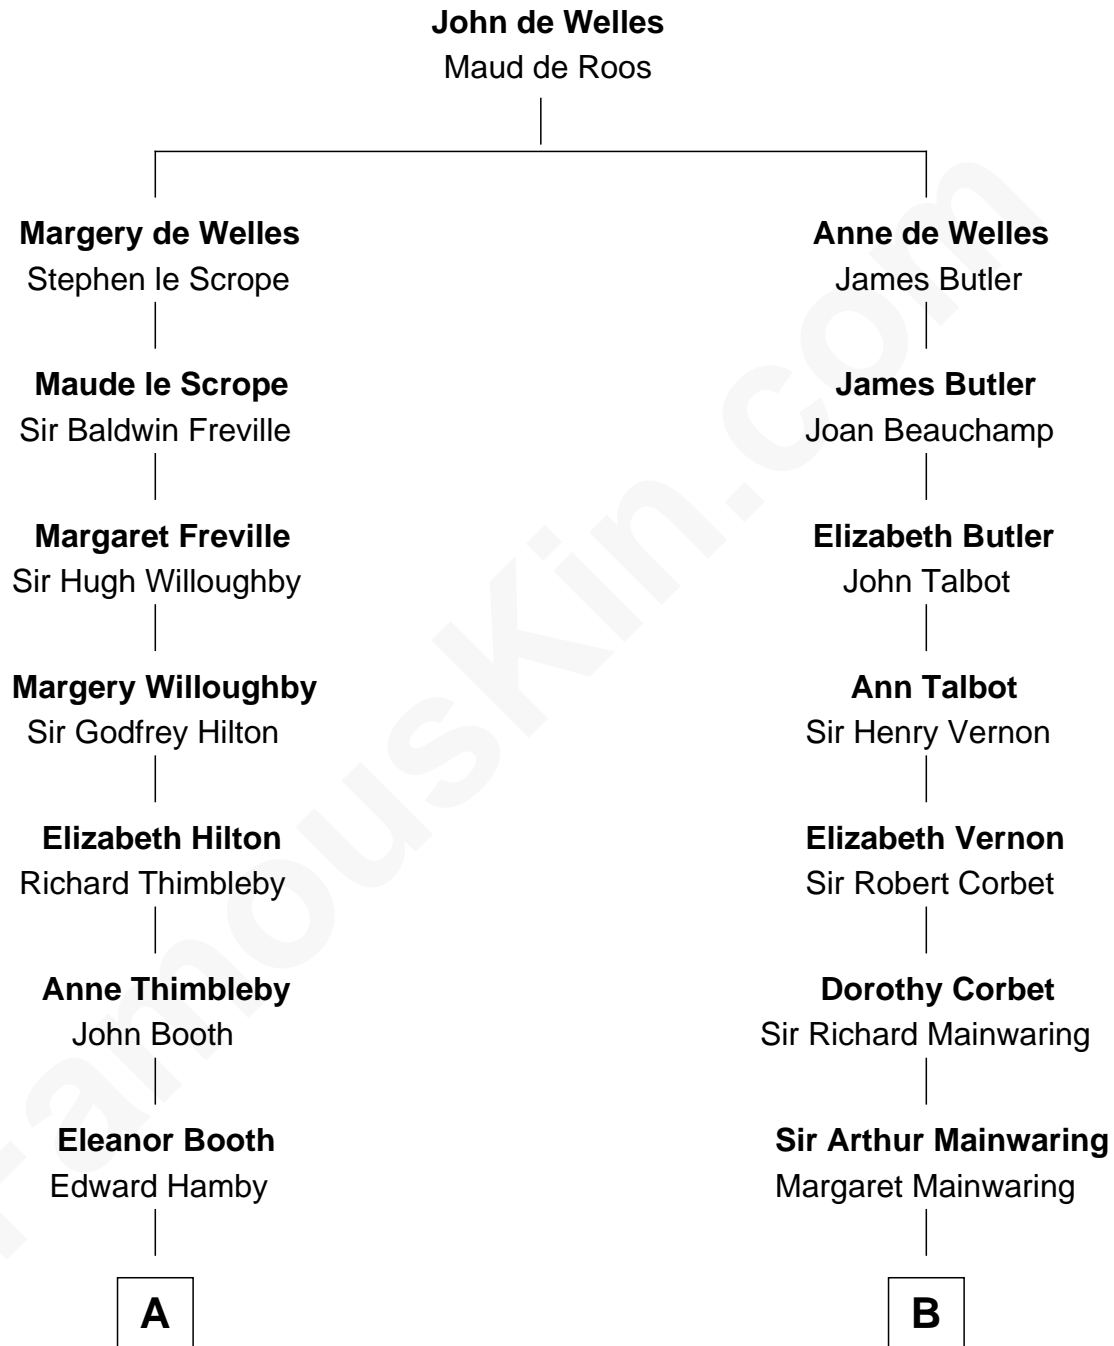 John de Welles
Maud de Roos
Margery de Welles
Stephen le Scrope
Anne de Welles
James Butler
Maude le Scrope
Sir Baldwin Freville
James Butler
Joan Beauchamp
Margaret Freville
Sir Hugh Willoughby
Elizabeth Butler
John Talbot
Margery Willoughby
Sir Godfrey Hilton
Ann Talbot
Sir Henry Vernon
Elizabeth Hilton
Richard Thimbleby
Elizabeth Vernon
Sir Robert Corbet
Anne Thimbleby
John Booth
Dorothy Corbet
Sir Richard Mainwaring
Eleanor Booth
Edward Hamby
Sir Arthur Mainwaring
Margaret Mainwaring
A
B
FamousKin.com